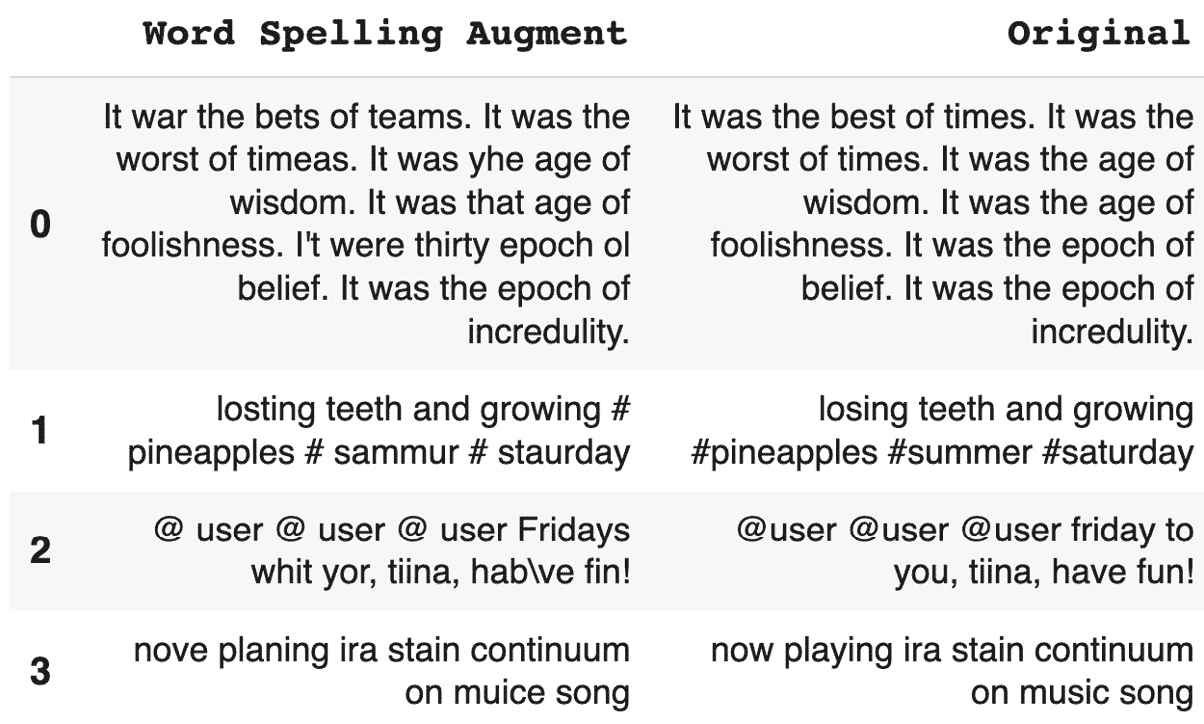 Word Spelling Augment Original
0
It war the bets of teams. It was the
worst of timeas. It was yhe age of
wisdom. It was that age of
foolishness. I't were thirty epoch ol
belief. It was the epoch of
incredulity.
It was the best of times. It was the
worst of times. It was the age of
wisdom. It was the age of
foolishness. It was the epoch of
belief. It was the epoch of
incredulity.
1
losting teeth and growing #
pineapples # sammur # staurday
losing teeth and growing
#pineapples #summer #saturday
2
@ user @ user @ user Fridays
whit yor, tiina, hab\ve fin!
@user @user @user friday to
you, tiina, have fun!
3
nove planing ira stain continuum
on muice song
now playing ira stain continuum
on music song